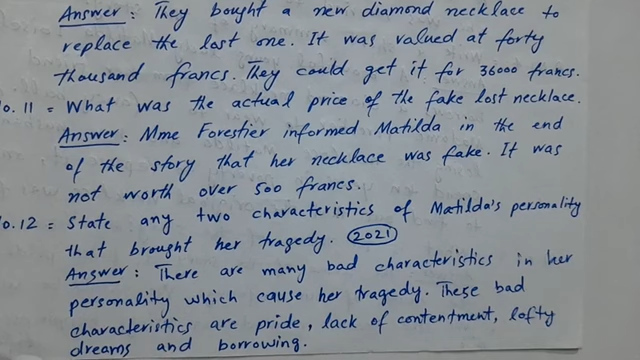 Answer: They bought a new diamond necklace to
replace the last one. It was valued at forty
thousand francs. They could get it for 36000 francs.
No. 11 = What was the actual price of the fake lost necklace.
Answer: Mme Forestier informed Matilda in the end
of the story that her necklace was fake. It was
not worth over 500 francs.
No. 12 = State any two characteristics of Matilda's personality
that brought her tragedy. 2021
Answer: There are many bad characteristics in her
personality which cause her tragedy. These bad
characteristics are pride, lack of contentment, lofty
dreams and borrowing.